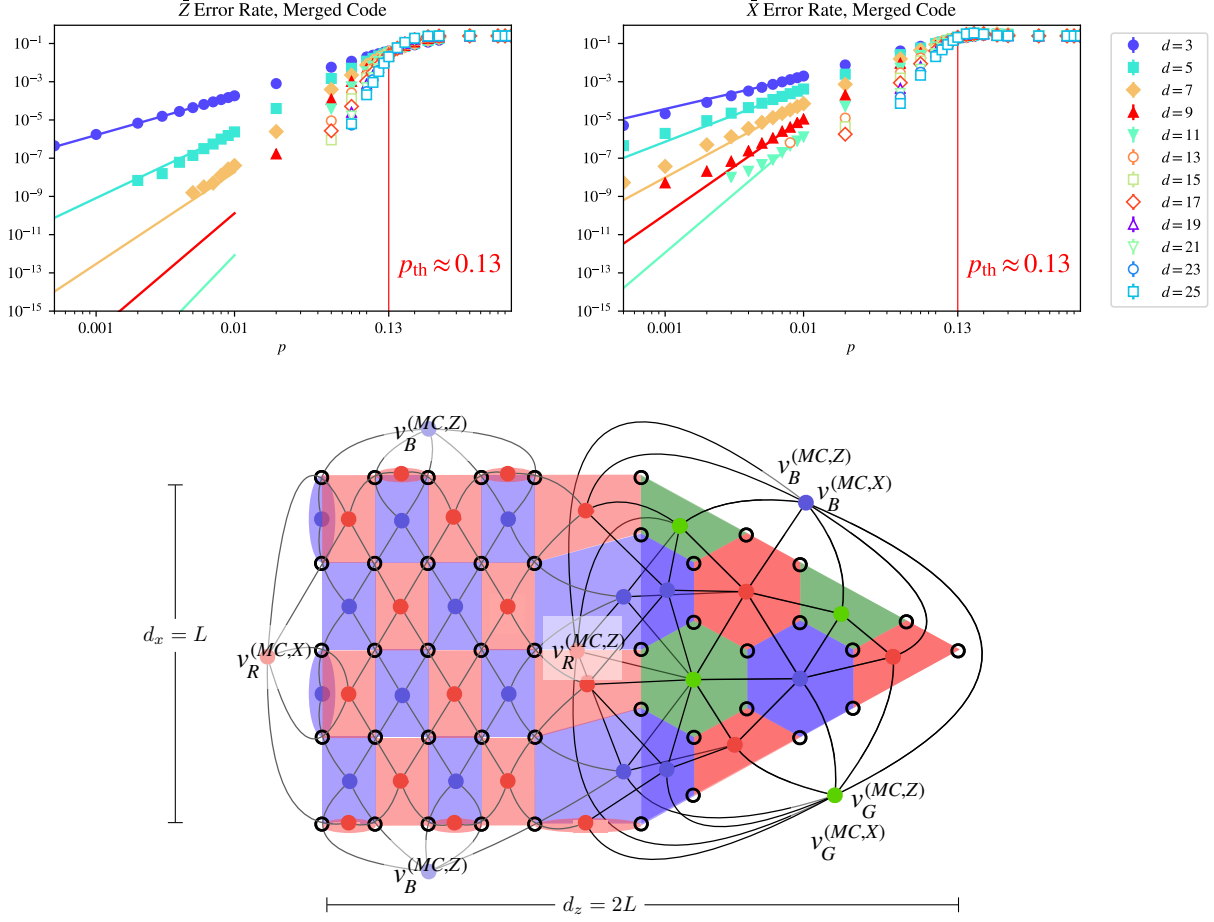 Z̄ Error Rate, Merged Code
10⁻¹
10⁻³
10⁻⁵
10⁻⁷
10⁻⁹
10⁻¹¹
10⁻¹³
10⁻¹⁵
p_th ≈ 0.13
0.001 0.01 0.13
p
X̄ Error Rate, Merged Code
10⁻¹
10⁻³
10⁻⁵
10⁻⁷
10⁻⁹
10⁻¹¹
10⁻¹³
10⁻¹⁵
p_th ≈ 0.13
0.001 0.01 0.13
p
d = 3
d = 5
d = 7
d = 9
d = 11
d = 13
d = 15
d = 17
d = 19
d = 21
d = 23
d = 25
v_B^(MC,Z)
v_B^(MC,Z)
v_B^(MC,X)
d_x = L
v_R^(MC,X)
v_R^(MC,Z)
v_G^(MC,Z)
v_G^(MC,X)
v_B^(MC,Z)
d_z = 2L